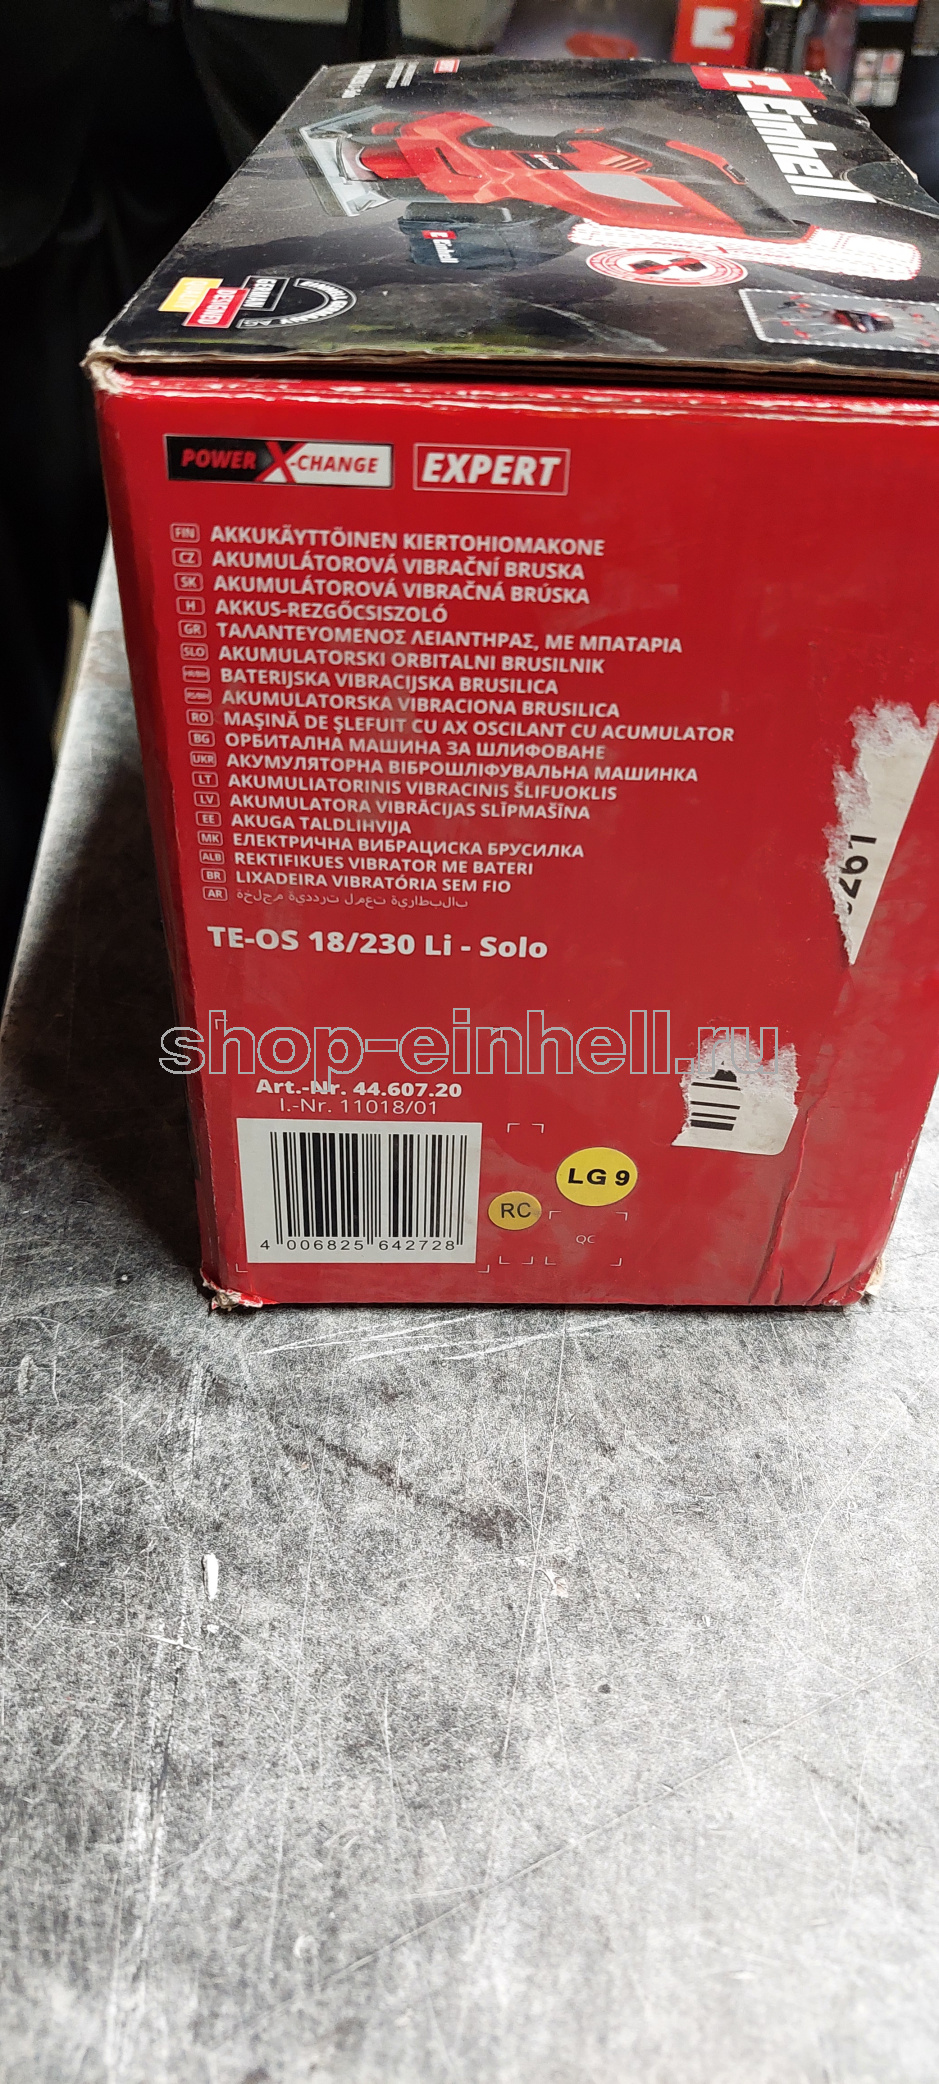 Einhell
E Einhell
POWER X-CHANGE EXPERT
FIN AKKUKÄYTTÖINEN KIERTOHIOMAKONE
CZ AKUMULÁTOROVÁ VIBRAČNÍ BRUSKA
SK AKUMULÁTOROVÁ VIBRAČNÁ BRÚSKA
H AKKUS-REZGŐCSISZOLÓ
GR ΤΑΛΑΝΤΕΥΟΜΕΝΟΣ ΛΕΙΑΝΤΗΡΑΣ, ΜΕ ΜΠΑΤΑΡΙΑ
SLO AKUMULATORSKI ORBITALNI BRUSILNIK
BATERIJSKA VIBRACIJSKA BRUSILICA
AKUMULATORSKA VIBRACIONA BRUSILICA
RO MAŞINĂ DE ŞLEFUIT CU AX OSCILANT CU ACUMULATOR
BG ОРБИТАЛНА МАШИНА ЗА ШЛИФОВАНЕ
UKR АКУМУЛЯТОРНА ВІБРОШЛІФУВАЛЬНА МАШИНКА
LT AKUMULIATORINIS VIBRACINIS ŠLIFUOKLIS
LV AKUMULATORA VIBRĀCIJAS SLĪPMAŠĪNA
EE AKUGA TALDLIHVIJA
MK ЕЛЕКТРИЧНА ВИБРАЦИСКА БРУСИЛКА
ALB REKTIFIKUES VIBRATOR ME BATERI
BR LIXADEIRA VIBRATÓRIA SEM FIO
AR
TE-OS 18/230 Li - Solo
shop-einhell.ru
Art.-Nr. 44.607.20
I.-Nr. 11018/01
LG 9
RC
QC
4 006825 642728